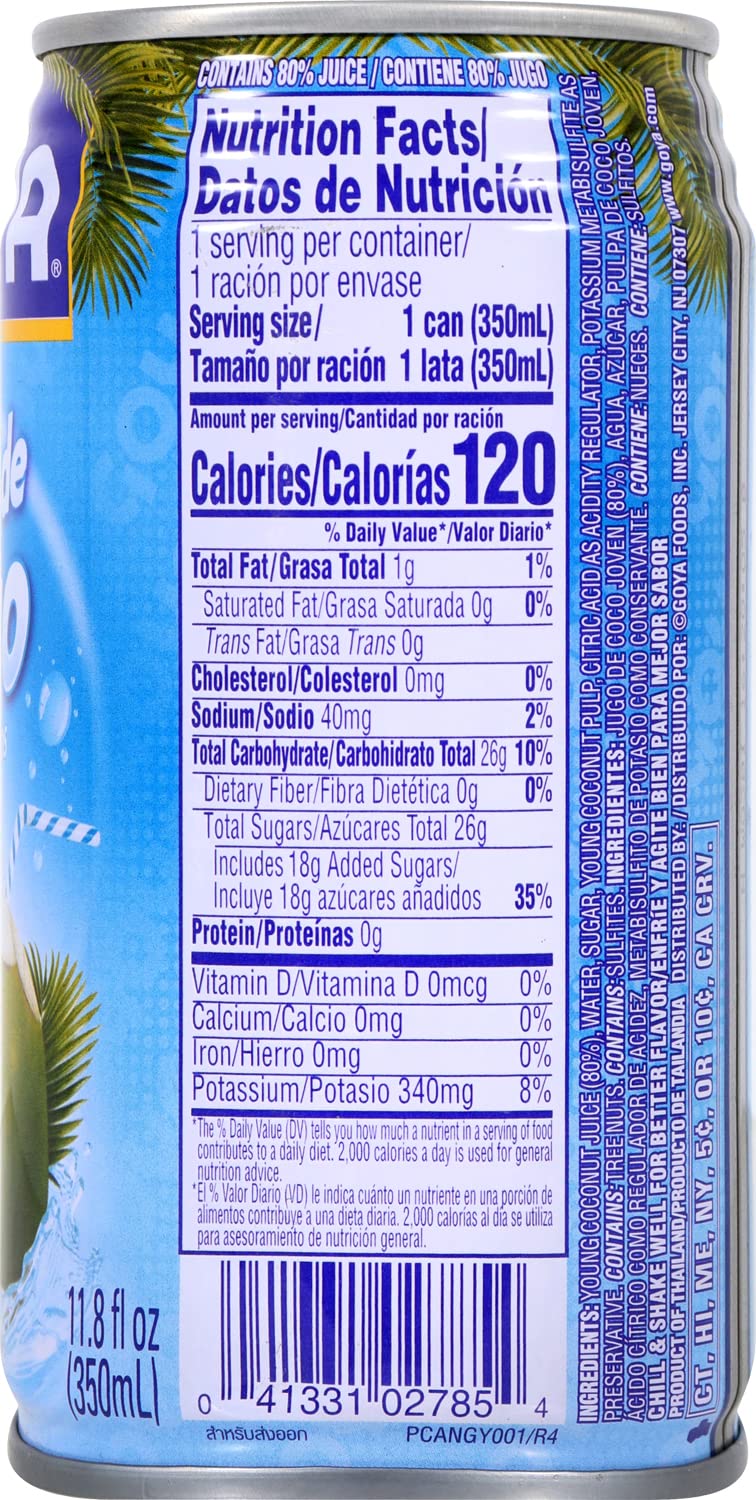 CONTAINS 80% JUICE / CONTIENE 80% JUGO
A®
de
O
Nutrition Facts/
Datos de Nutrición
1 serving per container/
1 ración por envase
Serving size/ 1 can (350mL)
Tamaño por ración 1 lata (350mL)
Amount per serving/Cantidad por ración
Calories/Calorías 120
% Daily Value*/Valor Diario*
Total Fat/Grasa Total 1g 1%
Saturated Fat/Grasa Saturada 0g 0%
Trans Fat/Grasa Trans 0g
Cholesterol/Colesterol 0mg 0%
Sodium/Sodio 40mg 2%
Total Carbohydrate/Carbohidrato Total 26g 10%
Dietary Fiber/Fibra Dietética 0g 0%
Total Sugars/Azúcares Total 26g
Includes 18g Added Sugars/
Incluye 18g azúcares añadidos 35%
Protein/Proteínas 0g
Vitamin D/Vitamina D 0mcg 0%
Calcium/Calcio 0mg 0%
Iron/Hierro 0mg 0%
Potassium/Potasio 340mg 8%
*The % Daily Value (DV) tells you how much a nutrient in a serving of food
contributes to a daily diet. 2,000 calories a day is used for general
nutrition advice.
*El % Valor Diario (VD) le indica cuánto un nutriente en una porción de
alimentos contribuye a una dieta diaria. 2,000 calorías al día se utiliza
para asesoramiento de nutrición general.
11.8 fl oz
(350mL)
0 41331 02785 4
สำหรับส่งออก PCANGY001/R4
INGREDIENTS: YOUNG COCONUT JUICE (80%), WATER, SUGAR, YOUNG COCONUT PULP, CITRIC ACID AS ACIDITY REGULATOR, POTASSIUM METABISULFITE AS
PRESERVATIVE. CONTAINS: TREE NUTS. CONTAINS: SULFITES. INGREDIENTES: JUGO DE COCO JOVEN (80%), AGUA, AZÚCAR, PULPA DE COCO JOVEN,
ÁCIDO CÍTRICO COMO REGULADOR DE ACIDEZ, METABISULFITO DE POTASIO COMO CONSERVANTE. CONTIENE: NUECES. CONTIENE: SULFITOS.
CHILL & SHAKE WELL FOR BETTER FLAVOR/ENFRÍE Y AGITE BIEN PARA MEJOR SABOR
PRODUCT OF THAILAND/PRODUCTO DE TAILANDIA DISTRIBUTED BY: / DISTRIBUIDO POR: ©GOYA FOODS, INC. JERSEY CITY, NJ 07307 www.goya.com
CT, HI, ME, NY, 5¢, OR 10¢, CA CRV.